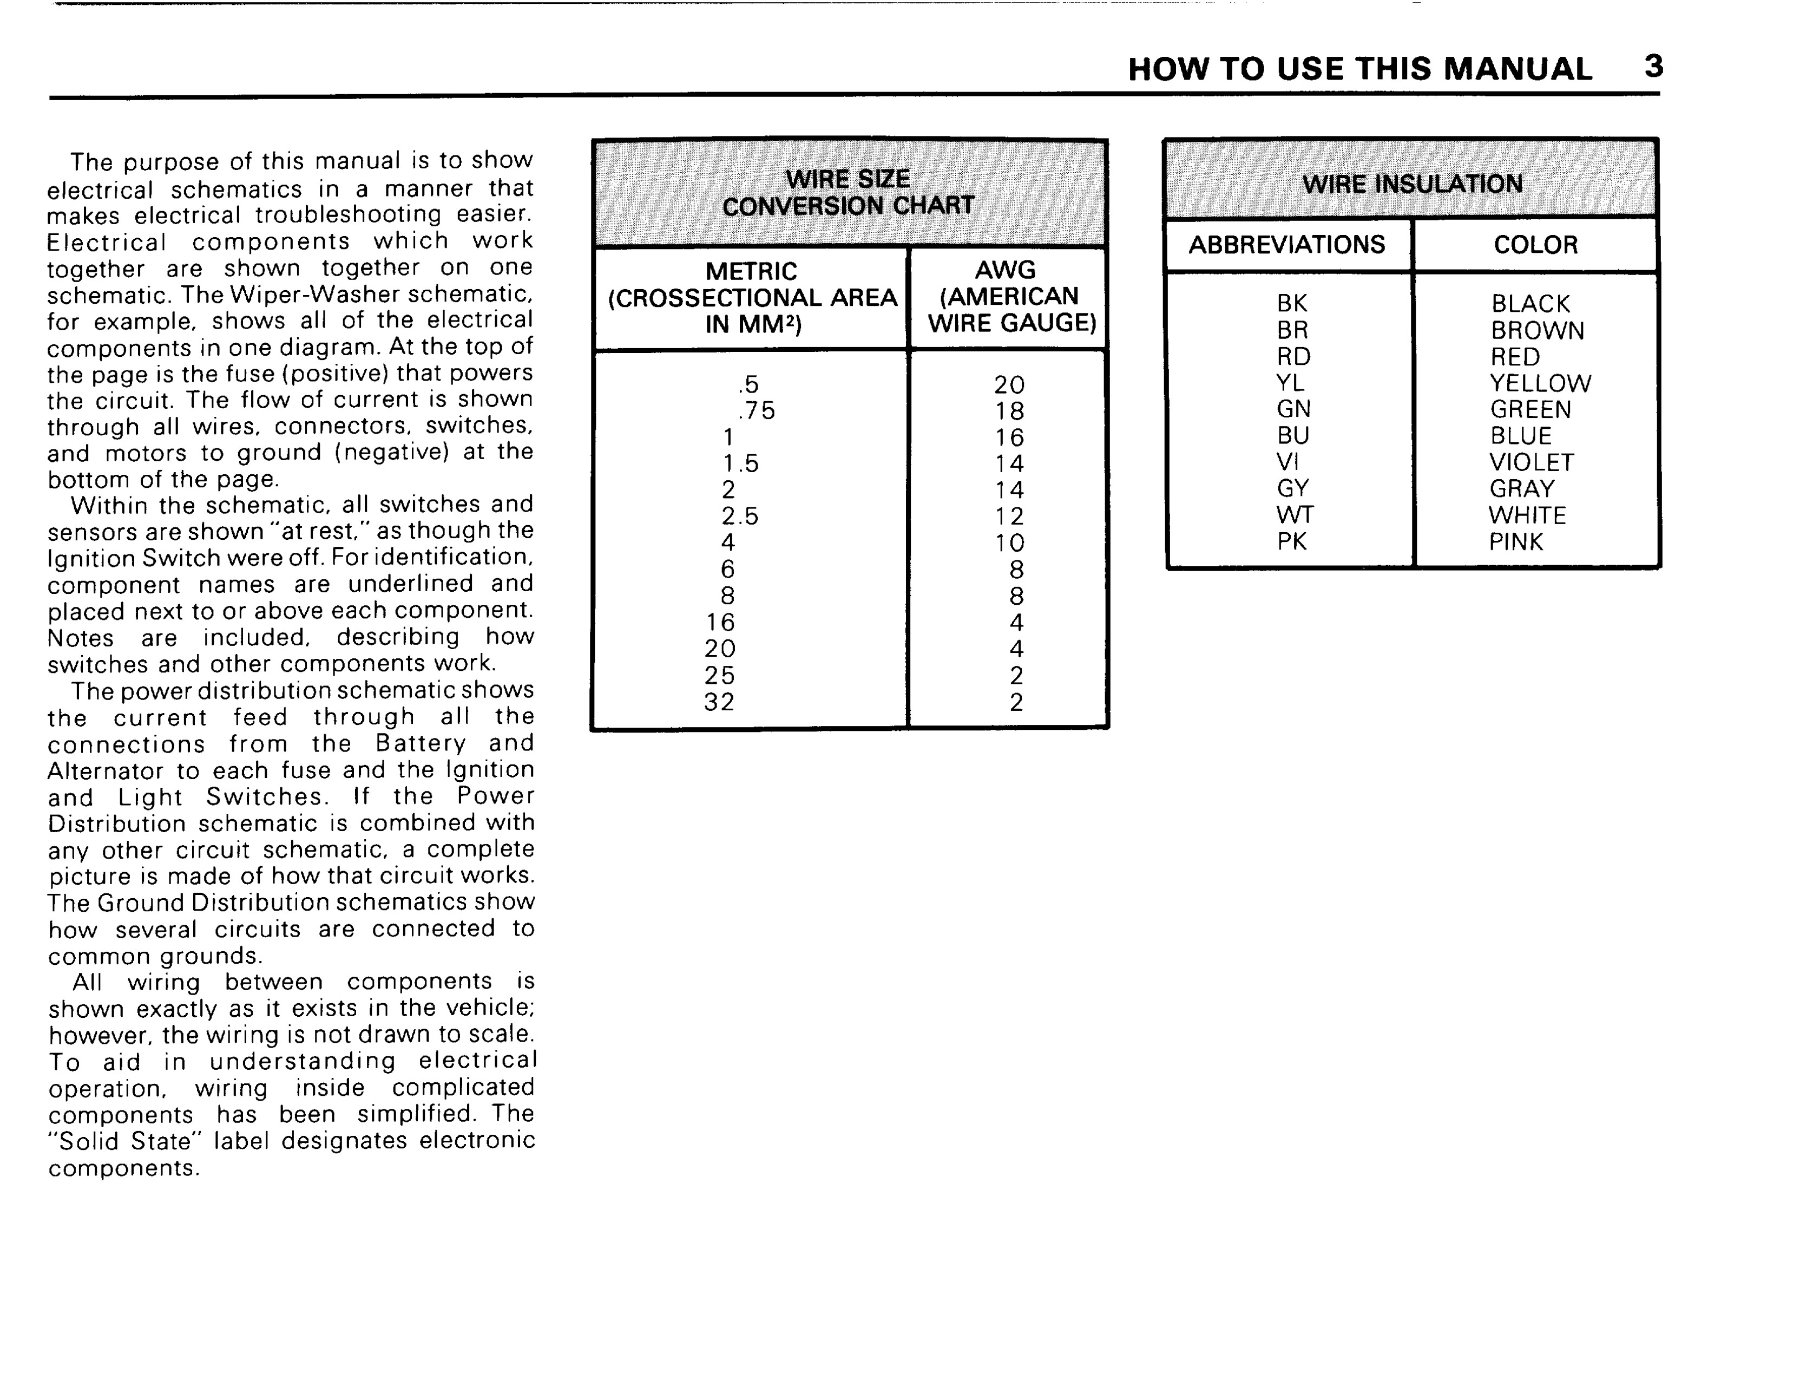 HOW TO USE THIS MANUAL 3
The purpose of this manual is to show
electrical schematics in a manner that
makes electrical troubleshooting easier.
Electrical components which work
together are shown together on one
schematic. The Wiper-Washer schematic,
for example, shows all of the electrical
components in one diagram. At the top of
the page is the fuse (positive) that powers
the circuit. The flow of current is shown
through all wires, connectors, switches,
and motors to ground (negative) at the
bottom of the page.
Within the schematic, all switches and
sensors are shown "at rest," as though the
Ignition Switch were off. For identification,
component names are underlined and
placed next to or above each component.
Notes are included, describing how
switches and other components work.
The power distribution schematic shows
the current feed through all the
connections from the Battery and
Alternator to each fuse and the Ignition
and Light Switches. If the Power
Distribution schematic is combined with
any other circuit schematic, a complete
picture is made of how that circuit works.
The Ground Distribution schematics show
how several circuits are connected to
common grounds.
All wiring between components is
shown exactly as it exists in the vehicle;
however, the wiring is not drawn to scale.
To aid in understanding electrical
operation, wiring inside complicated
components has been simplified. The
"Solid State" label designates electronic
components.
WIRE SIZE
CONVERSION CHART
METRIC
(CROSSECTIONAL AREA
IN MM²)
AWG
(AMERICAN
WIRE GAUGE)
.5 20
.75 18
1 16
1.5 14
2 14
2.5 12
4 10
6 8
8 8
16 4
20 4
25 2
32 2
WIRE INSULATION
ABBREVIATIONS COLOR
BK BLACK
BR BROWN
RD RED
YL YELLOW
GN GREEN
BU BLUE
VI VIOLET
GY GRAY
WT WHITE
PK PINK